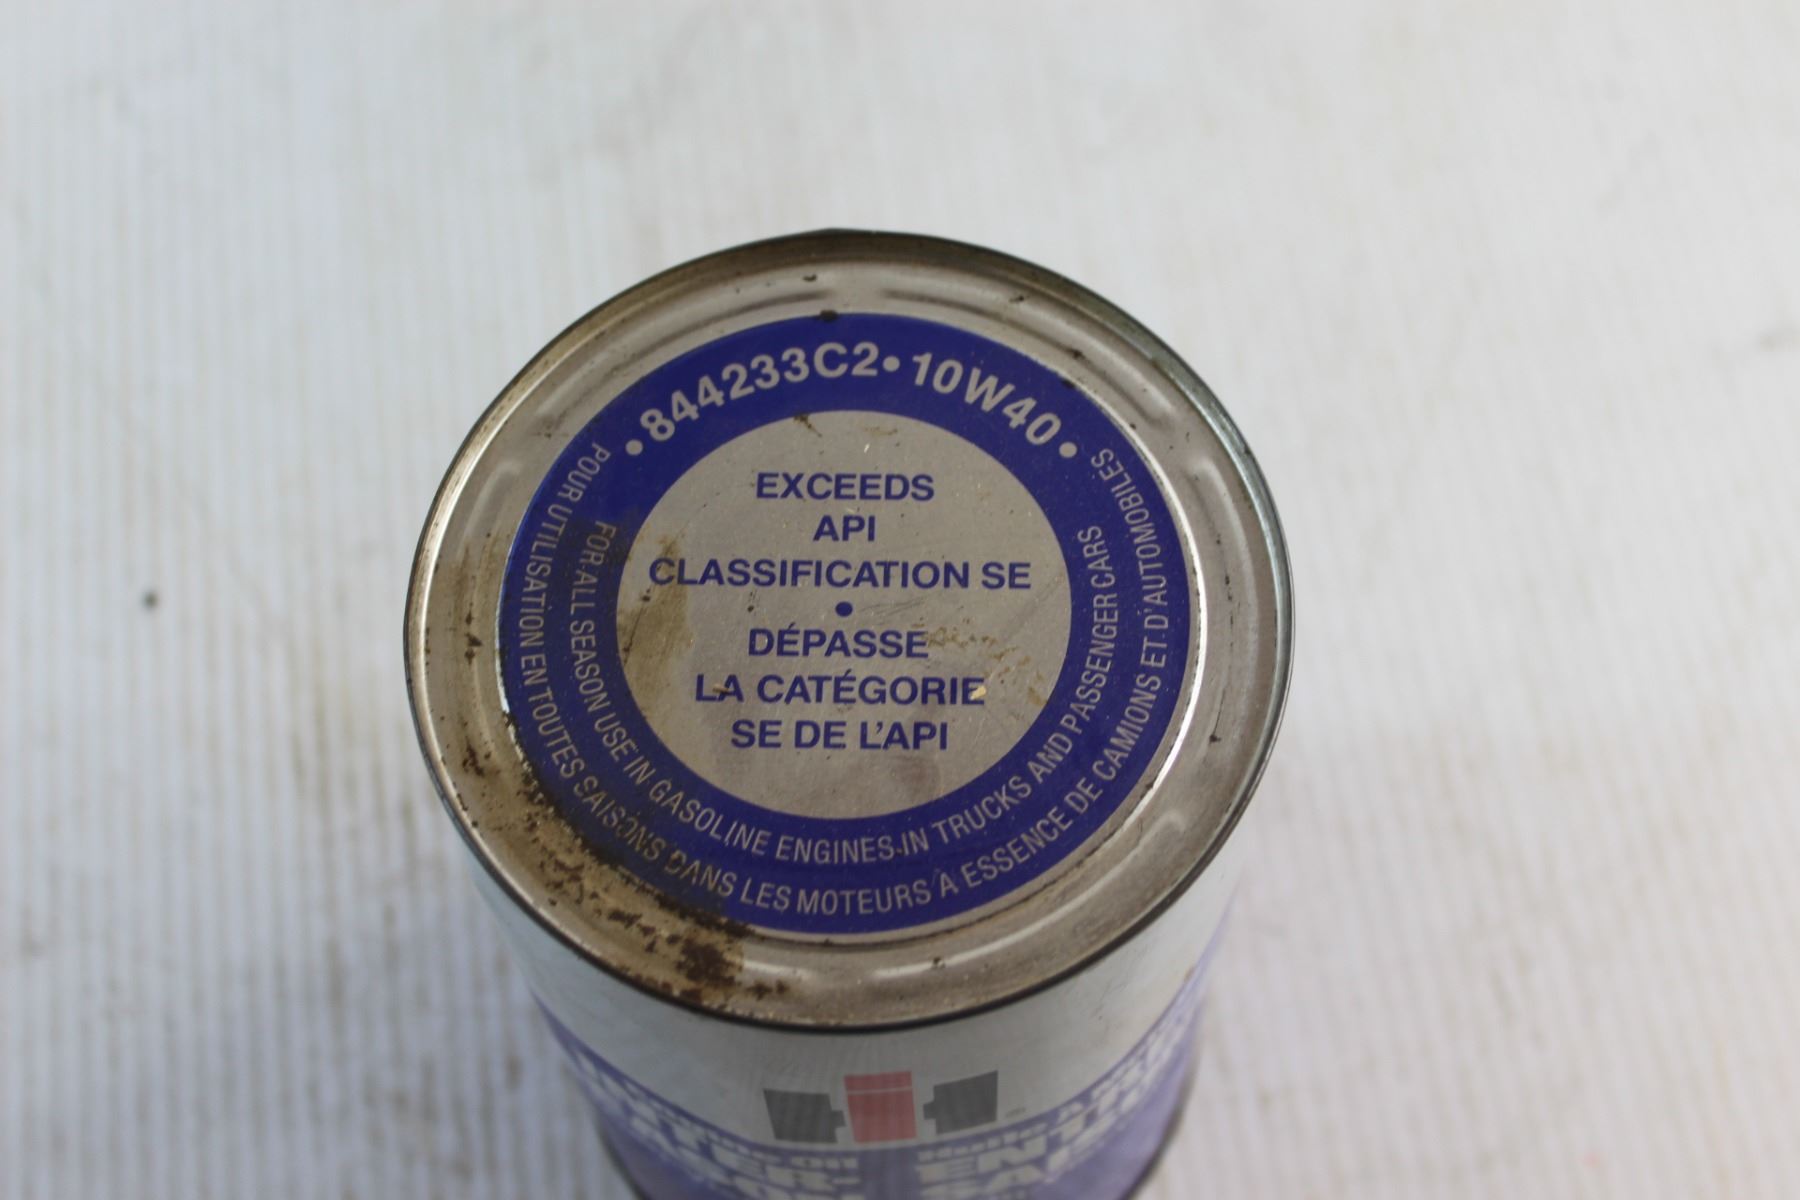 • 844233C2 • 10W40 •
EXCEEDS
API
CLASSIFICATION SE
•
DÉPASSE
LA CATÉGORIE
SE DE L'API
FOR ALL SEASON USE IN GASOLINE ENGINES IN TRUCKS AND PASSENGER CARS
POUR UTILISATION EN TOUTES SAISONS DANS LES MOTEURS À ESSENCE DE CAMIONS ET D'AUTOMOBILES